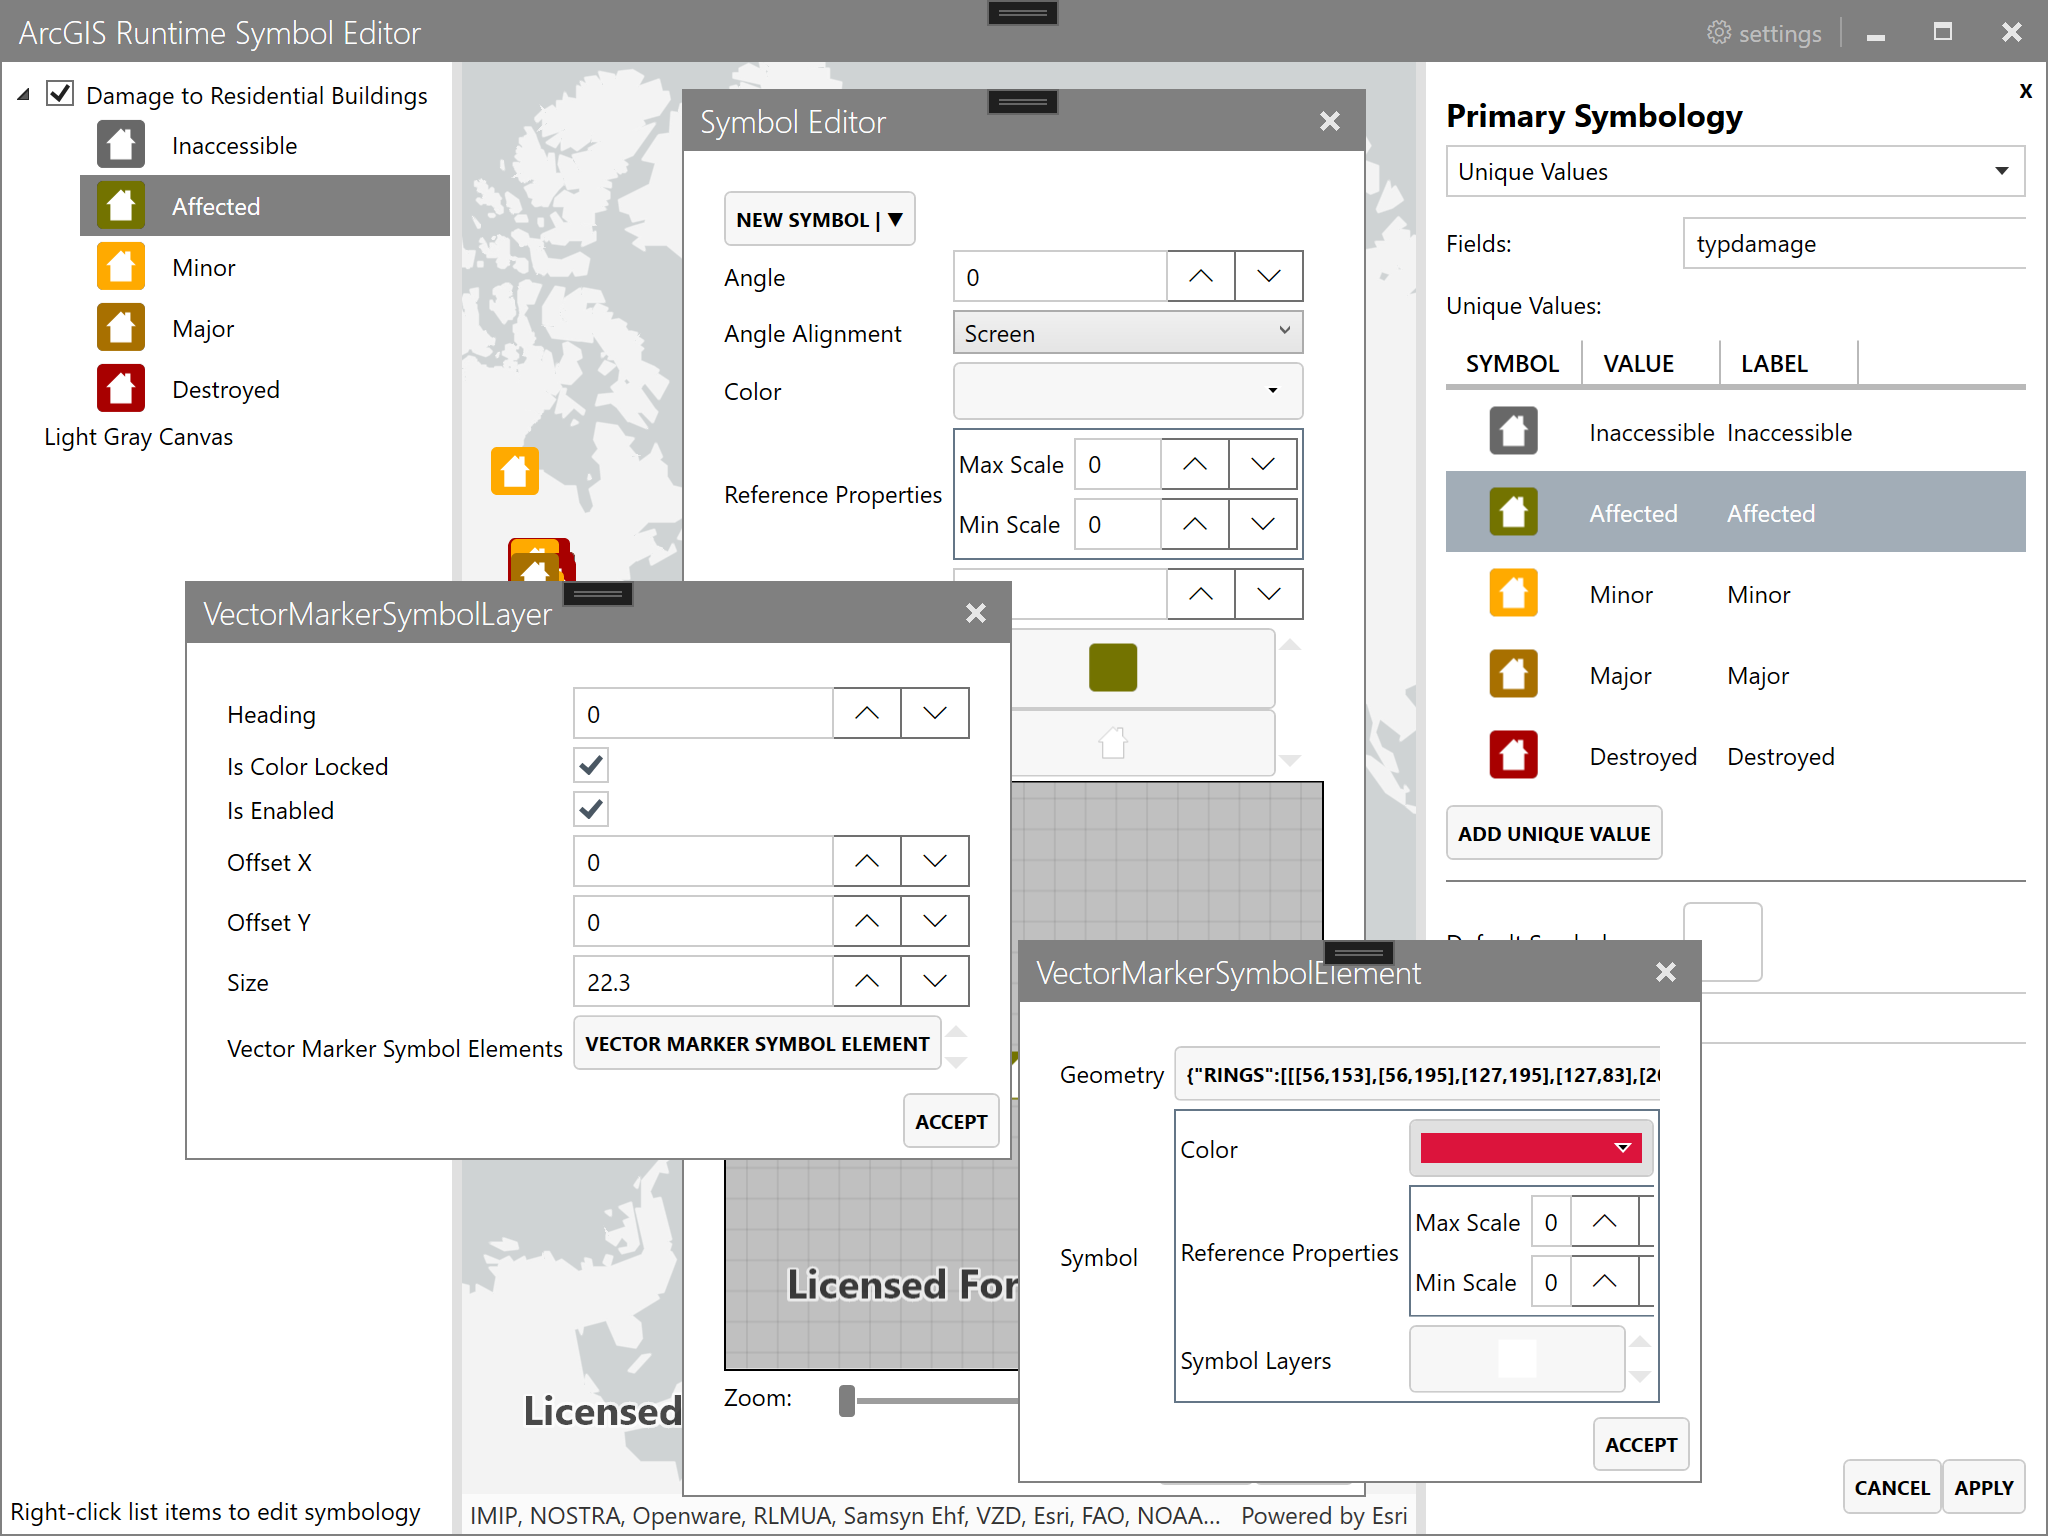 ArcGIS Runtime Symbol Editor
settings
Damage to Residential Buildings
Inaccessible
Affected
Minor
Major
Destroyed
Light Gray Canvas
Right-click list items to edit symbology
Symbol Editor
NEW SYMBOL | ▼
Angle
0
Angle Alignment
Screen
Color
Reference Properties
Max Scale
0
Min Scale
0
Licensed For
Zoom:
Licensed
IMIP, NOSTRA, Openware, RLMUA, Samsyn Ehf, VZD, Esri, FAO, NOAA...
Powered by Esri
VectorMarkerSymbolLayer
Heading
0
Is Color Locked
Is Enabled
Offset X
0
Offset Y
0
Size
22.3
Vector Marker Symbol Elements
VECTOR MARKER SYMBOL ELEMENT
ACCEPT
VectorMarkerSymbolElement
Geometry
{"RINGS":[[[56,153],[56,195],[127,195],[127,83],[20
Symbol
Color
Reference Properties
Max Scale
0
Min Scale
0
Symbol Layers
ACCEPT
x
Primary Symbology
Unique Values
Fields:
typdamage
Unique Values:
SYMBOL VALUE LABEL
Inaccessible Inaccessible
Affected Affected
Minor Minor
Major Major
Destroyed Destroyed
ADD UNIQUE VALUE
CANCEL
APPLY